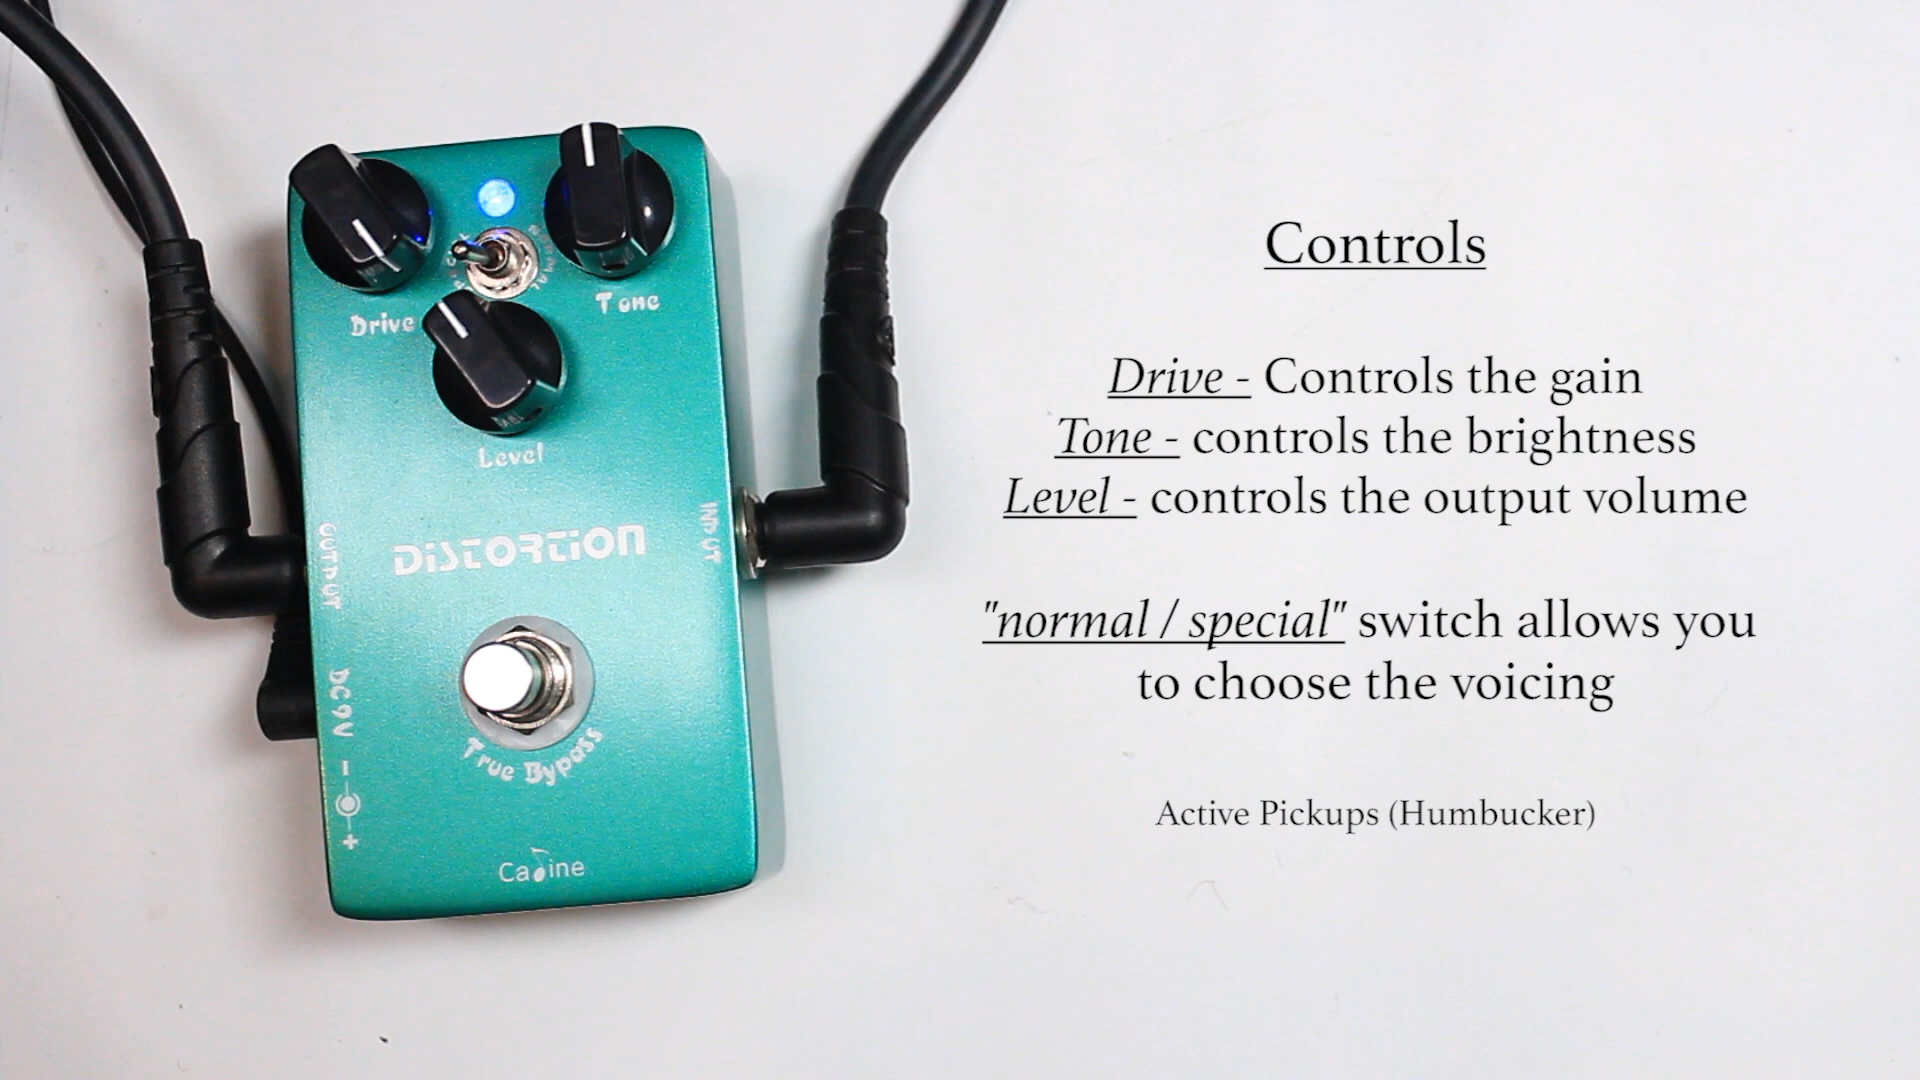 Drive
Tone
Level
DISTORTION
INPUT
OUTPUT
DC9V
- +
True Bypass
Caline
Controls
Drive - Controls the gain
Tone - controls the brightness
Level - controls the output volume
"normal / special" switch allows you
to choose the voicing
Active Pickups (Humbucker)